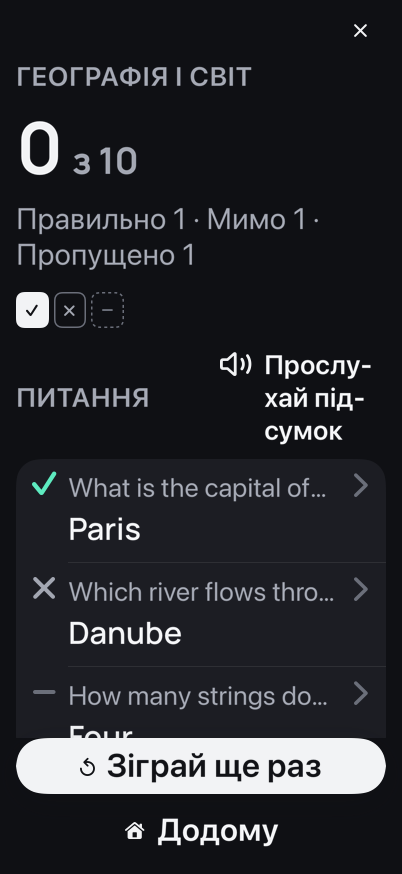 ГЕОГРАФІЯ І СВІТ
0 з 10
Правильно 1 · Мимо 1 ·
Пропущено 1
Прослу-
хай під-
сумок
ПИТАННЯ
What is the capital of...
Paris
Which river flows thro...
Danube
How many strings do...
Four
Зіграй ще раз
Додому